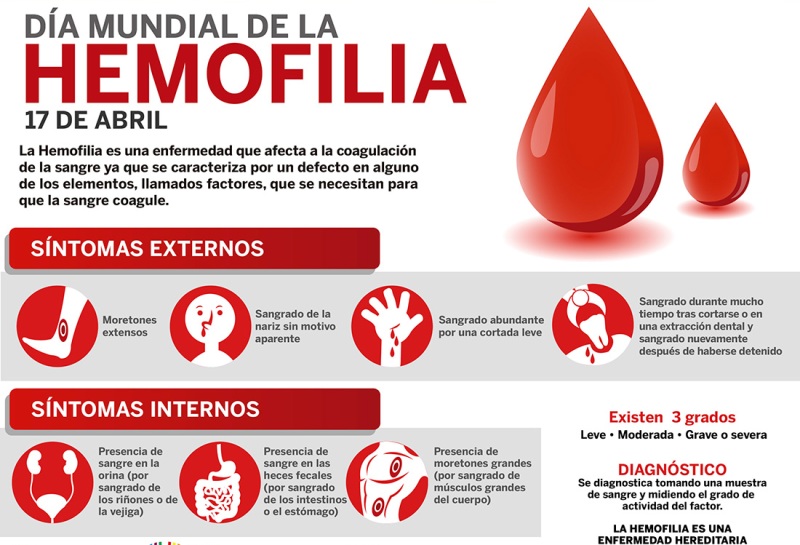 DÍA MUNDIAL DE LA
HEMOFILIA
17 DE ABRIL
La Hemofilia es una enfermedad que afecta a la coagulación
de la sangre ya que se caracteriza por un defecto en alguno
de los elementos, llamados factores, que se necesitan para
que la sangre coagule.
SÍNTOMAS EXTERNOS
Moretones
extensos
Sangrado de la
nariz sin motivo
aparente
Sangrado abundante
por una cortada leve
Sangrado durante mucho
tiempo tras cortarse o en
una extracción dental y
sangrado nuevamente
después de haberse detenido
SÍNTOMAS INTERNOS
Presencia de
sangre en la
orina (por
sangrado de
los riñones o de
la vejiga)
Presencia de
sangre en las
heces fecales
(por sangrado
de los intestinos
o el estómago)
Presencia de
moretones grandes
(por sangrado de
músculos grandes
del cuerpo)
Existen 3 grados
Leve • Moderada • Grave o severa
DIAGNÓSTICO
Se diagnostica tomando una muestra
de sangre y midiendo el grado de
actividad del factor.
LA HEMOFILIA ES UNA
ENFERMEDAD HEREDITARIA